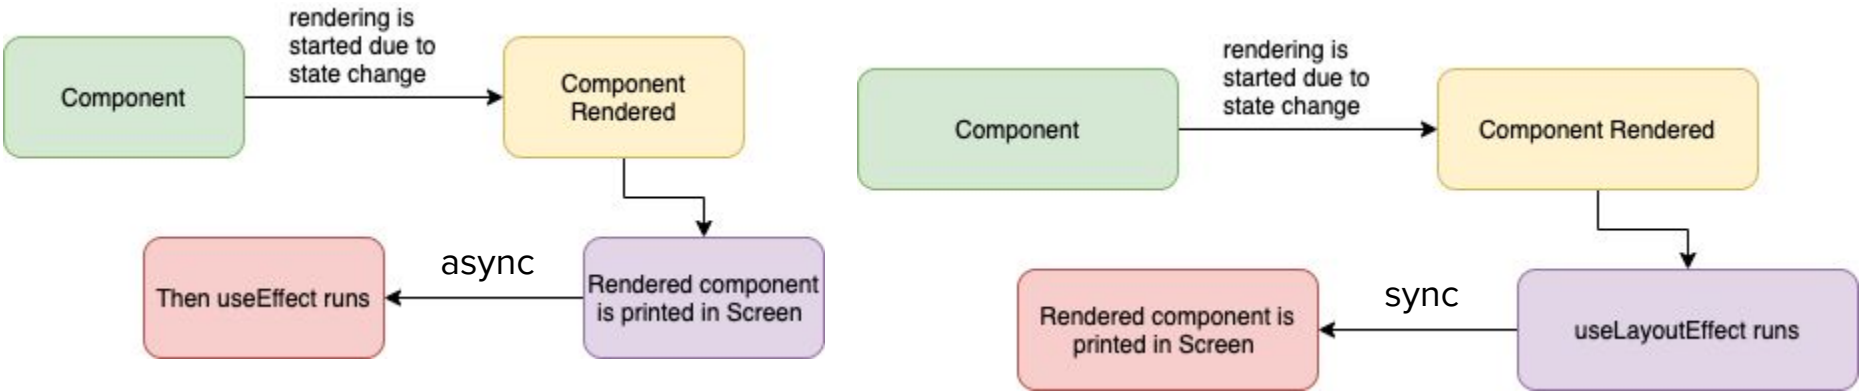 Component
rendering is
started due to
state change
Component
Rendered
Rendered component
is printed in Screen
async
Then useEffect runs
Component
rendering is
started due to
state change
Component Rendered
useLayoutEffect runs
sync
Rendered component is
printed in Screen